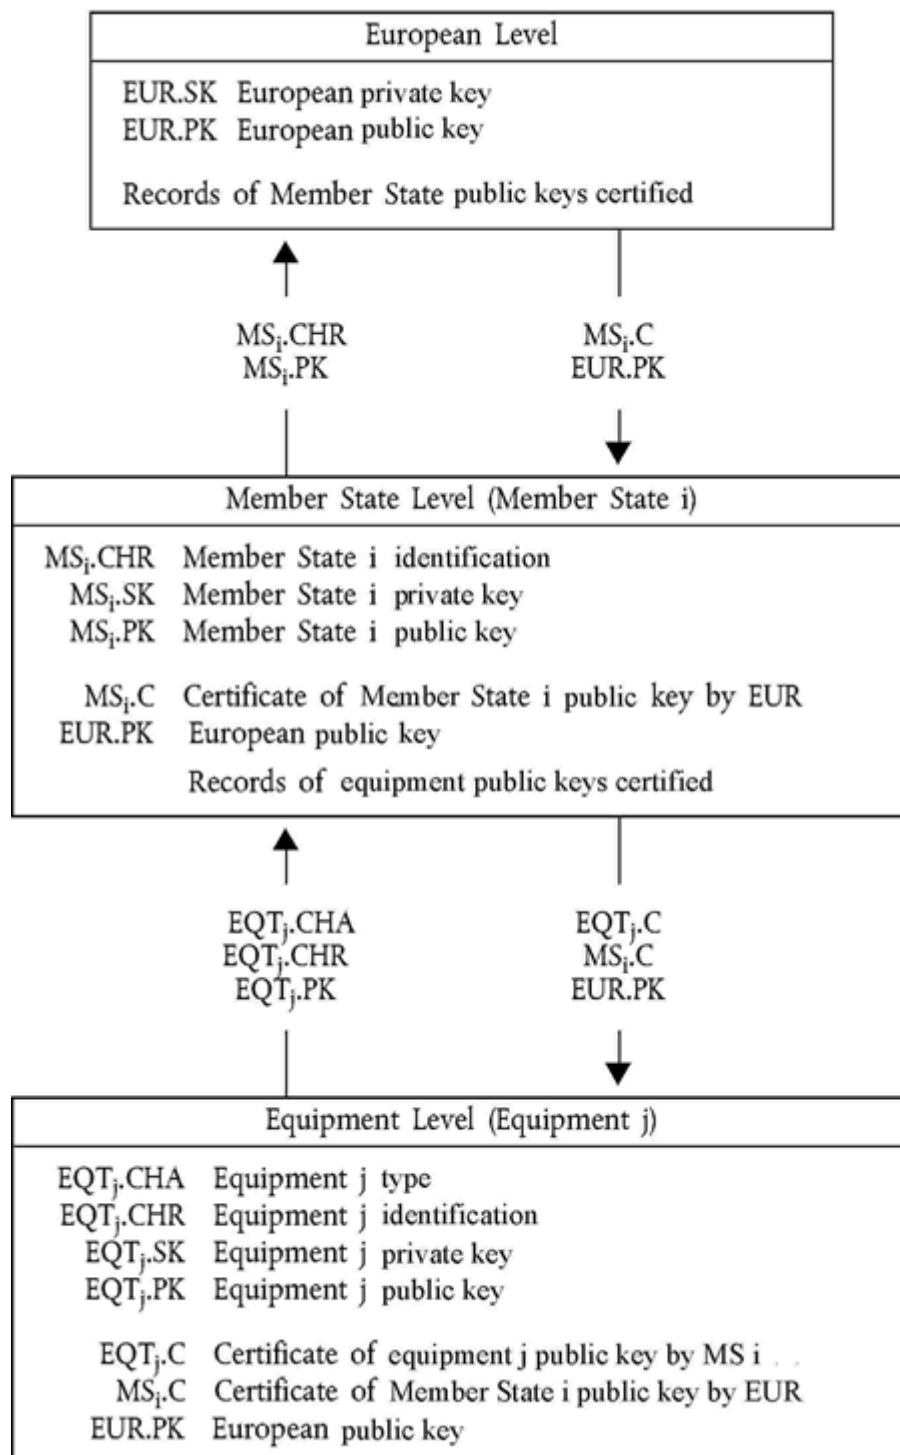 European Level
EUR.SK European private key
EUR.PK European public key
Records of Member State public keys certified
MSi.CHR
MSi.PK
MSi.C
EUR.PK
Member State Level (Member State i)
MSi.CHR Member State i identification
MSi.SK Member State i private key
MSi.PK Member State i public key
MSi.C Certificate of Member State i public key by EUR
EUR.PK European public key
Records of equipment public keys certified
EQTj.CHA
EQTj.CHR
EQTj.PK
EQTj.C
MSi.C
EUR.PK
Equipment Level (Equipment j)
EQTj.CHA Equipment j type
EQTj.CHR Equipment j identification
EQTj.SK Equipment j private key
EQTj.PK Equipment j public key
EQTj.C Certificate of equipment j public key by MS i
MSi.C Certificate of Member State i public key by EUR
EUR.PK European public key